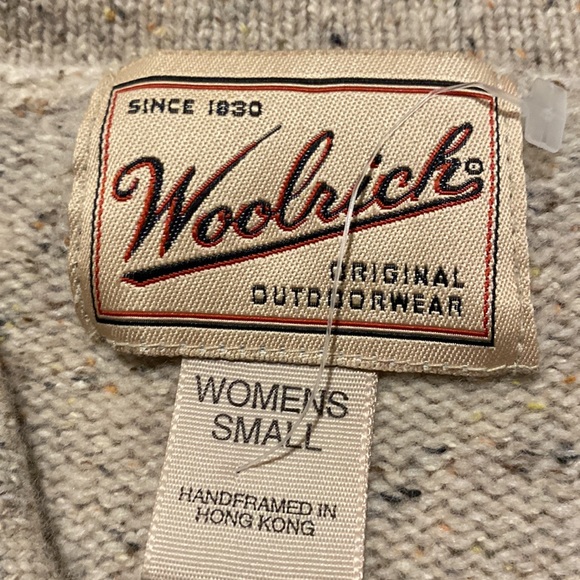 SINCE 1830
Woolrich®
ORIGINAL
OUTDOORWEAR
WOMENS
SMALL
HANDFRAMED IN
HONG KONG